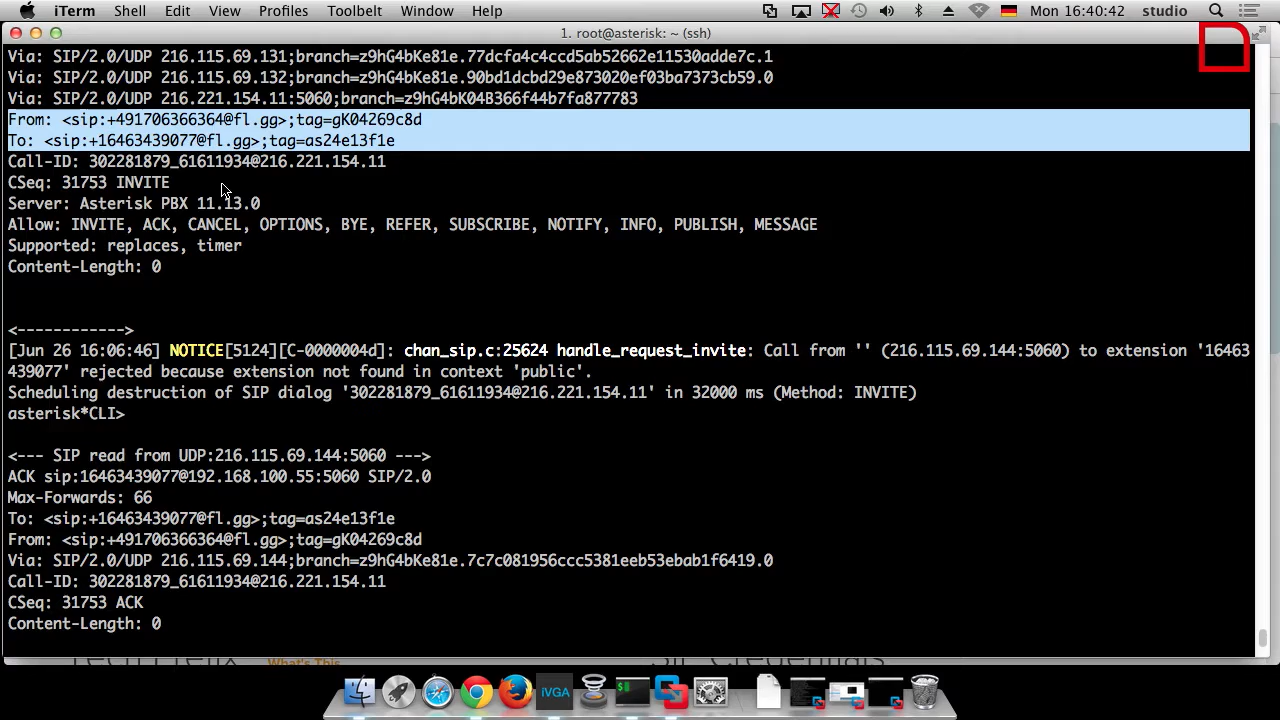 iTerm Shell Edit View Profiles Toolbelt Window Help Mon 16:40:42 studio
1. root@asterisk: ~ (ssh)
Via: SIP/2.0/UDP 216.115.69.131;branch=z9hG4bKe81e.77dcfa4c4ccd5ab52662e11530adde7c.1
Via: SIP/2.0/UDP 216.115.69.132;branch=z9hG4bKe81e.90bd1dcbd29e873020ef03ba7373cb59.0
Via: SIP/2.0/UDP 216.221.154.11:5060;branch=z9hG4bK04B366f44b7fa877783
From: <sip:+491706366364@fl.gg>;tag=gK04269c8d
To: <sip:+16463439077@fl.gg>;tag=as24e13f1e
Call-ID: 302281879_61611934@216.221.154.11
CSeq: 31753 INVITE
Server: Asterisk PBX 11.13.0
Allow: INVITE, ACK, CANCEL, OPTIONS, BYE, REFER, SUBSCRIBE, NOTIFY, INFO, PUBLISH, MESSAGE
Supported: replaces, timer
Content-Length: 0
<------------>
[Jun 26 16:06:46] NOTICE[5124][C-0000004d]: chan_sip.c:25624 handle_request_invite: Call from '' (216.115.69.144:5060) to extension '16463
439077' rejected because extension not found in context 'public'.
Scheduling destruction of SIP dialog '302281879_61611934@216.221.154.11' in 32000 ms (Method: INVITE)
asterisk*CLI>
<--- SIP read from UDP:216.115.69.144:5060 --->
ACK sip:16463439077@192.168.100.55:5060 SIP/2.0
Max-Forwards: 66
To: <sip:+16463439077@fl.gg>;tag=as24e13f1e
From: <sip:+491706366364@fl.gg>;tag=gK04269c8d
Via: SIP/2.0/UDP 216.115.69.144;branch=z9hG4bKe81e.7c7c081956ccc5381eeb53ebab1f6419.0
Call-ID: 302281879_61611934@216.221.154.11
CSeq: 31753 ACK
Content-Length: 0
What's This
iVGA